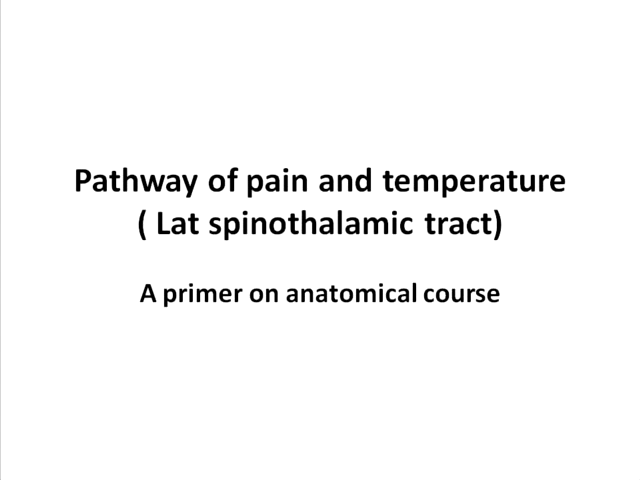 Pathway of pain and temperature
( Lat spinothalamic tract)
A primer on anatomical course